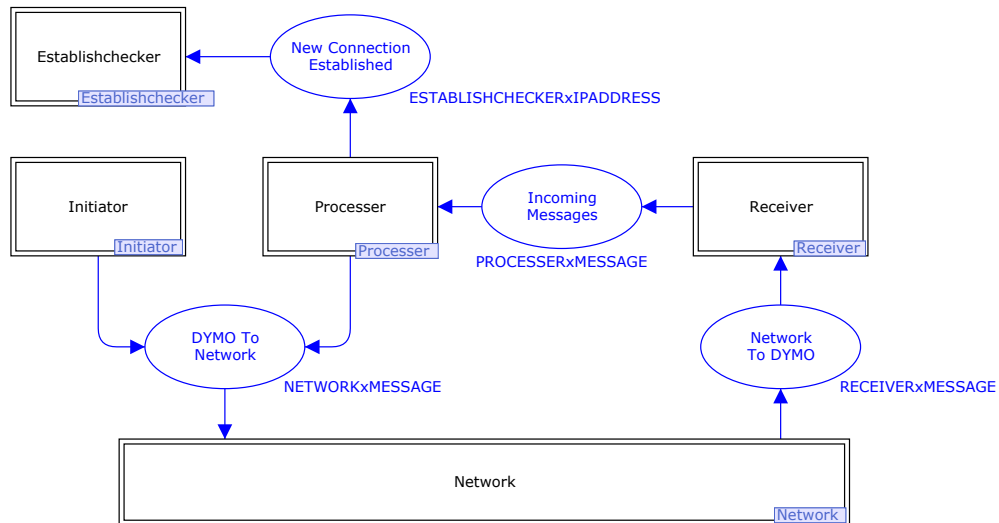 Establishchecker
Establishchecker
New Connection
Established
ESTABLISHCHECKERxIPADDRESS
Initiator
Initiator
Processer
Processer
Incoming
Messages
PROCESSERxMESSAGE
Receiver
Receiver
DYMO To
Network
NETWORKxMESSAGE
Network
To DYMO
RECEIVERxMESSAGE
Network
Network